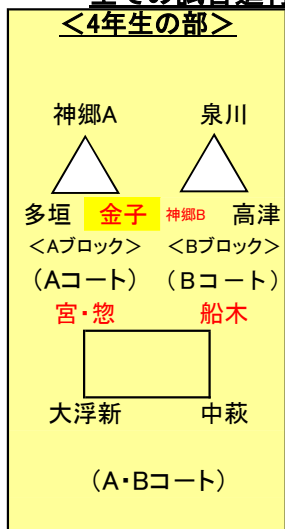 <4年生の部>
神郷A 泉川
多垣 金子 神郷B 高津
<Aブロック> <Bブロック>
(Aコート) (Bコート)
宮・惣 船木
大浮新 中萩
(A・Bコート)